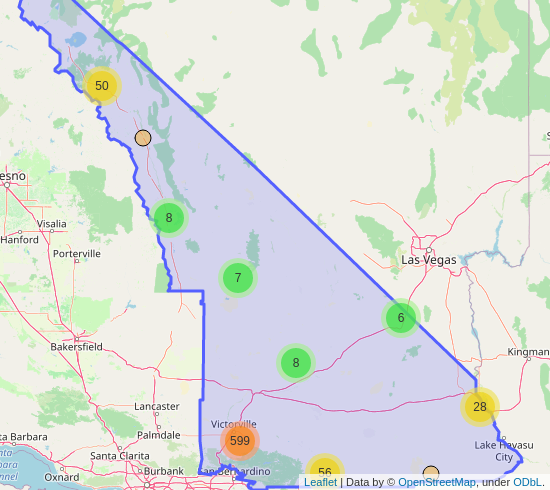 50
esno
Visalia
8
Hanford
Porterville
Las Vegas
7
6
Bakersfield
Kingman
8
Lancaster
28
Palmdale
Victorville
ta Barbara
599
Lake Havasu
City
Santa Clarita
Burbank
San Bernardino
56
Oxnard
Leaflet | Data by © OpenStreetMap, under ODbL.